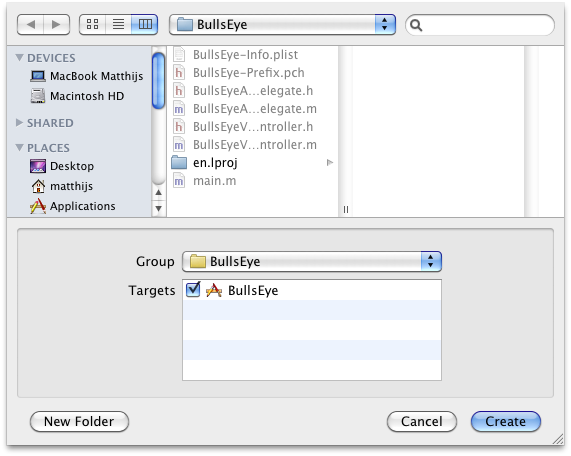 BullsEye
DEVICES
MacBook Matthijs
Macintosh HD
SHARED
PLACES
Desktop
matthijs
Applications
BullsEye-Info.plist
BullsEye-Prefix.pch
BullsEyeA...elegate.h
BullsEyeA...elegate.m
BullsEyeV...ntroller.h
BullsEyeV...ntroller.m
en.lproj
main.m
Group BullsEye
Targets BullsEye
New Folder Cancel Create